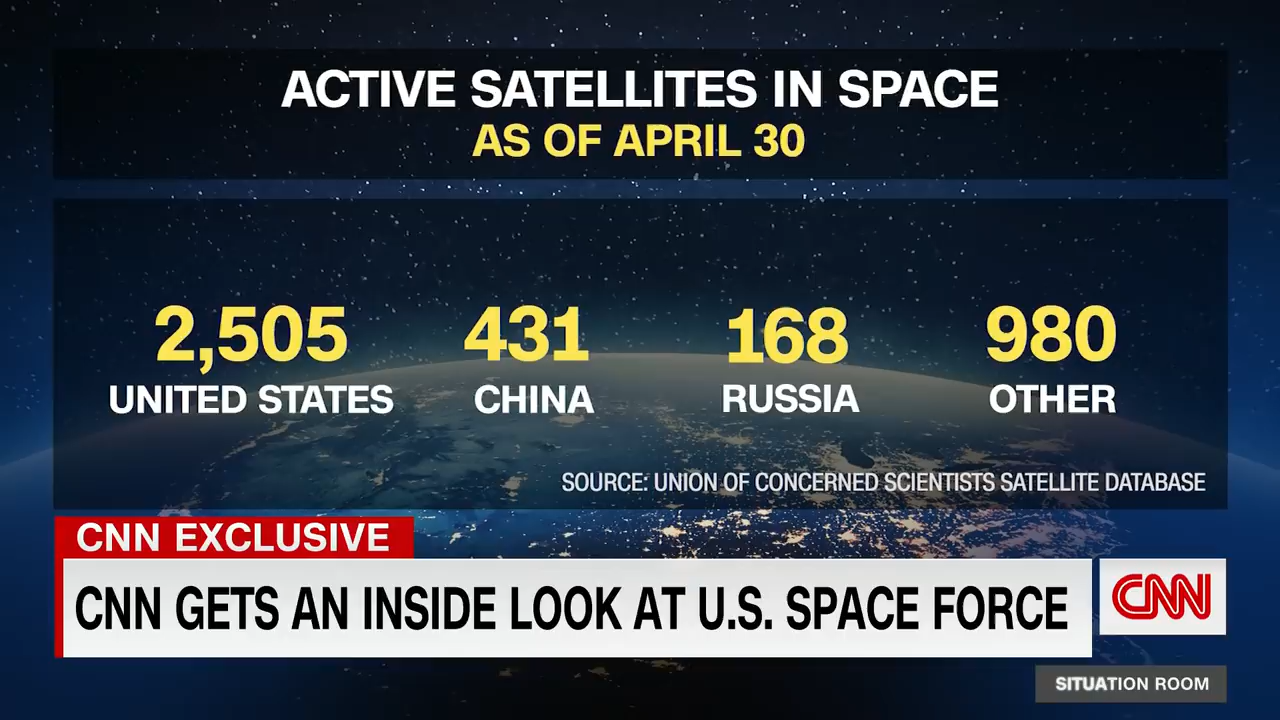 ACTIVE SATELLITES IN SPACE
AS OF APRIL 30
2,505 431 168 980
UNITED STATES CHINA RUSSIA OTHER
SOURCE: UNION OF CONCERNED SCIENTISTS SATELLITE DATABASE
CNN EXCLUSIVE
CNN GETS AN INSIDE LOOK AT U.S. SPACE FORCE
CNN
SITUATION ROOM